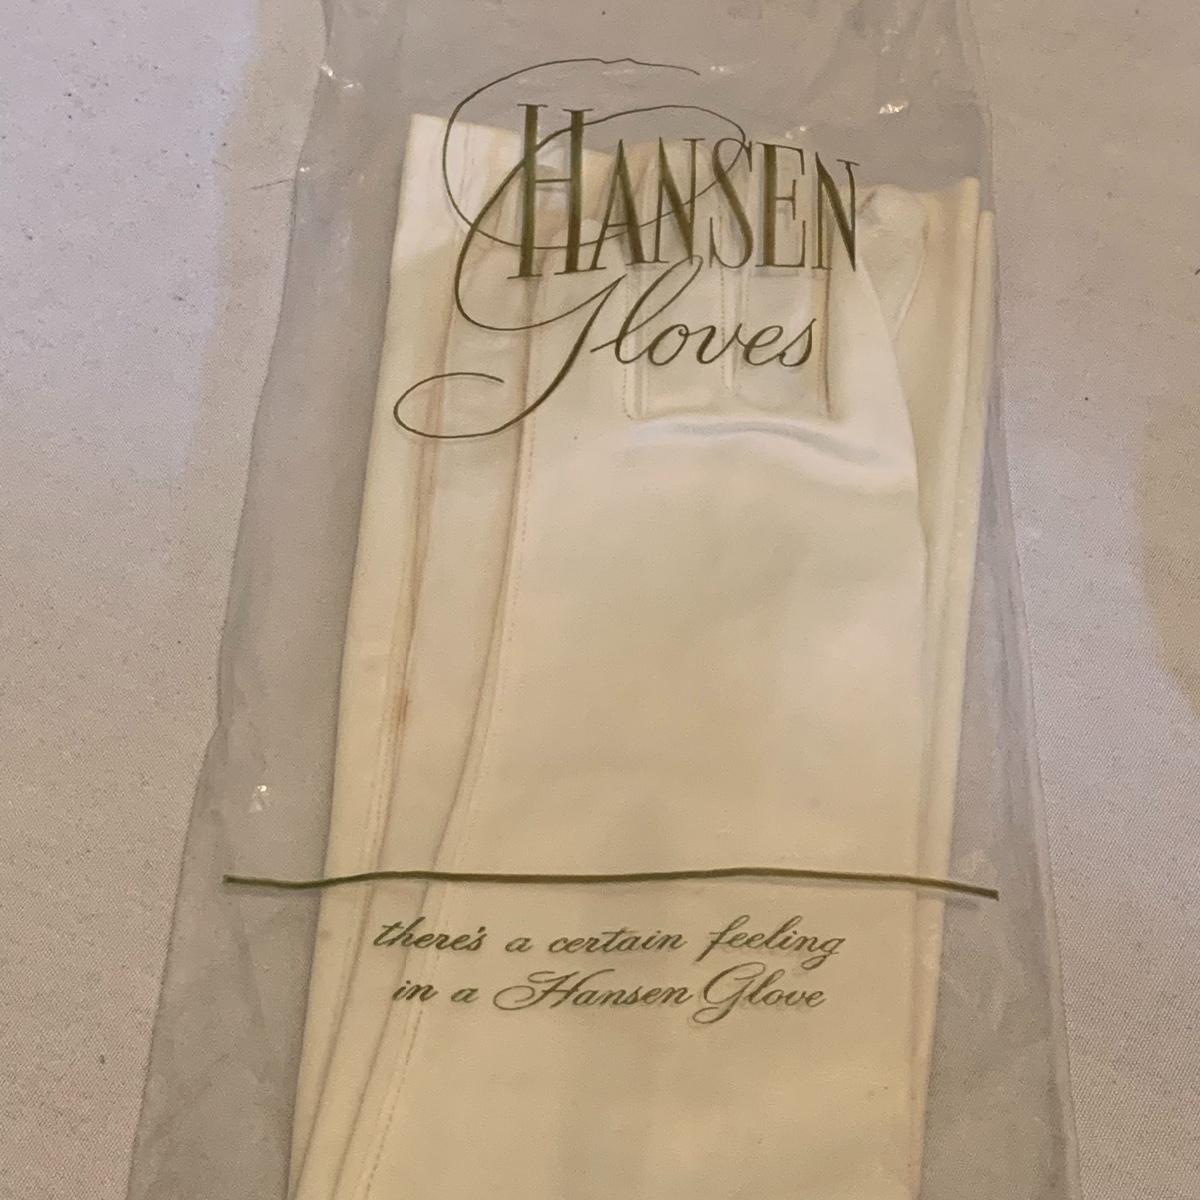 HANSEN
Gloves
there's a certain feeling
in a Hansen Glove